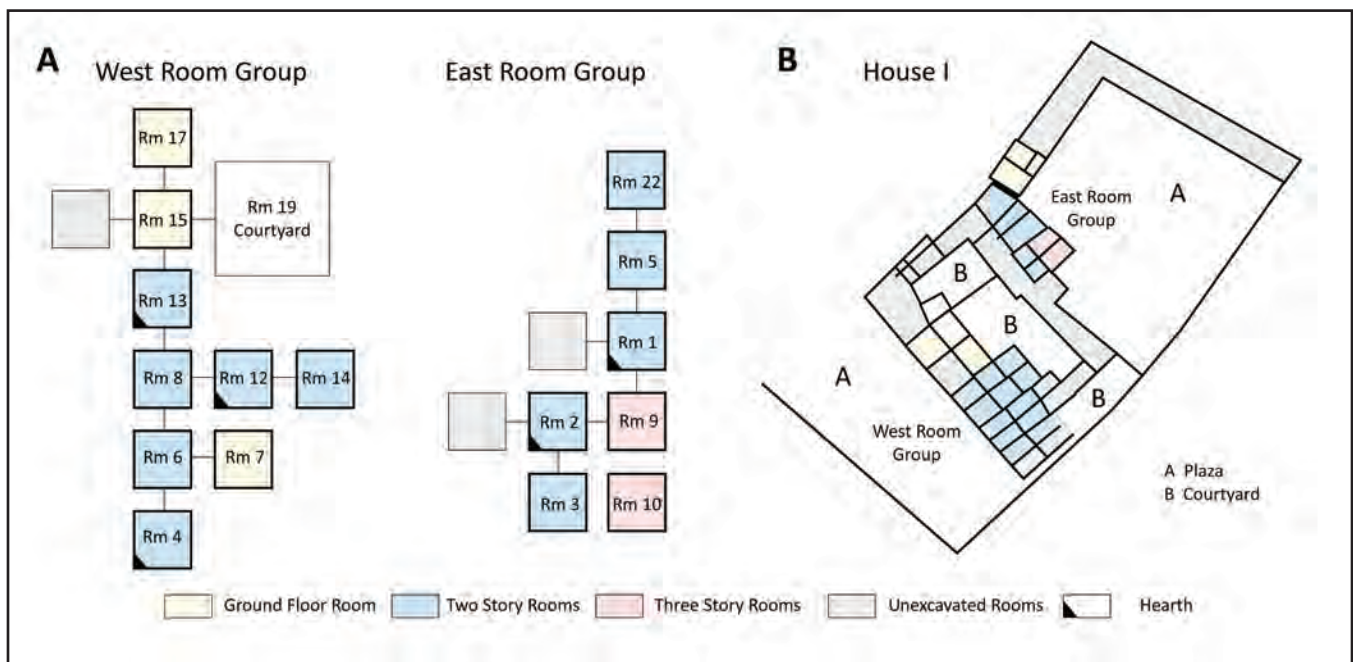 A
West Room Group
East Room Group
Rm 17
Rm 15
Rm 19
Courtyard
Rm 13
Rm 8
Rm 12
Rm 14
Rm 6
Rm 7
Rm 4
Rm 22
Rm 5
Rm 1
Rm 2
Rm 9
Rm 3
Rm 10
B
House I
A
East Room
Group
B
B
A
B
West Room
Group
A Plaza
B Courtyard
Ground Floor Room
Two Story Rooms
Three Story Rooms
Unexcavated Rooms
Hearth